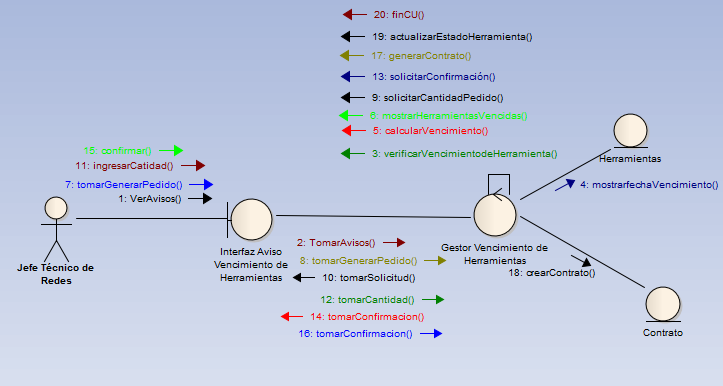 20: finCU()
19: actualizarEstadoHerramienta()
17: generarContrato()
13: solicitarConfirmación()
9: solicitarCantidadPedido()
6: mostrarHerramientasVencidas()
5: calcularVencimiento()
3: verificarVencimientodeHerramienta()
15: confirmar()
11: ingresarCatidad()
7: tomarGenerarPedido()
1: VerAvisos()
Herramientas
4: mostrarfechaVencimiento()
Jefe Técnico de
Redes
Interfaz Aviso
Vencimiento de
Herramientas
2: TomarAvisos()
8: tomarGenerarPedido()
10: tomarSolicitud()
12: tomarCantidad()
14: tomarConfirmacion()
16: tomarConfirmacion()
Gestor Vencimiento de
Herramientas
18: crearContrato()
Contrato